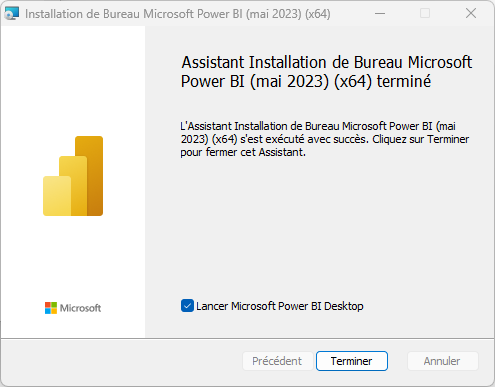 Installation de Bureau Microsoft Power BI (mai 2023) (x64)
Assistant Installation de Bureau Microsoft
Power BI (mai 2023) (x64) terminé
L'Assistant Installation de Bureau Microsoft Power BI (mai
2023) (x64) s'est exécuté avec succès. Cliquez sur Terminer
pour fermer cet Assistant.
Microsoft
Lancer Microsoft Power BI Desktop
Précédent
Terminer
Annuler